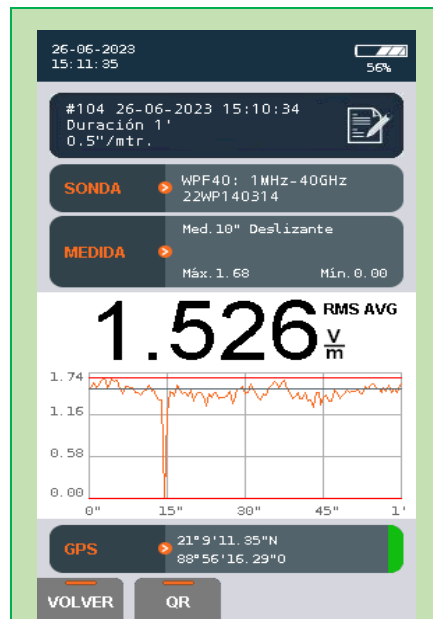 26-06-2023
15:11:35
56%
#104 26-06-2023 15:10:34
Duración 1'
0.5"/mtr.
SONDA
WPF40: 1MHz-40GHz
22WP140314
MEDIDA
Med.10" Deslizante
Máx.1.68 Mín.0.00
1.526 RMS AVG
V/m
1.74
1.16
0.58
0.00
0" 15" 30" 45" 1'
GPS
21°9'11.35"N
88°56'16.29"O
VOLVER QR